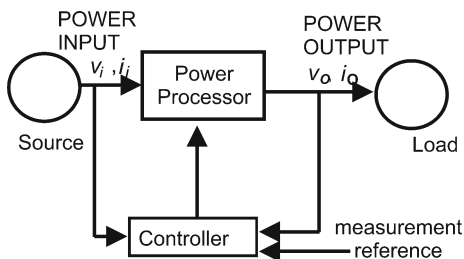 POWER
INPUT
vi ,ii
Source
Power
Processor
POWER
OUTPUT
vo io
Load
Controller
measurement
reference